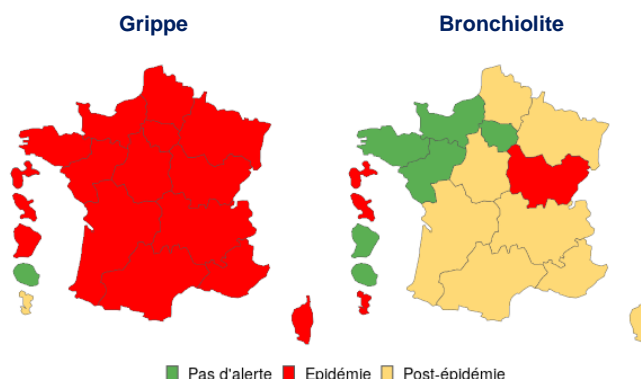 Grippe
Bronchiolite
Pas d'alerte
Epidémie
Post-épidémie